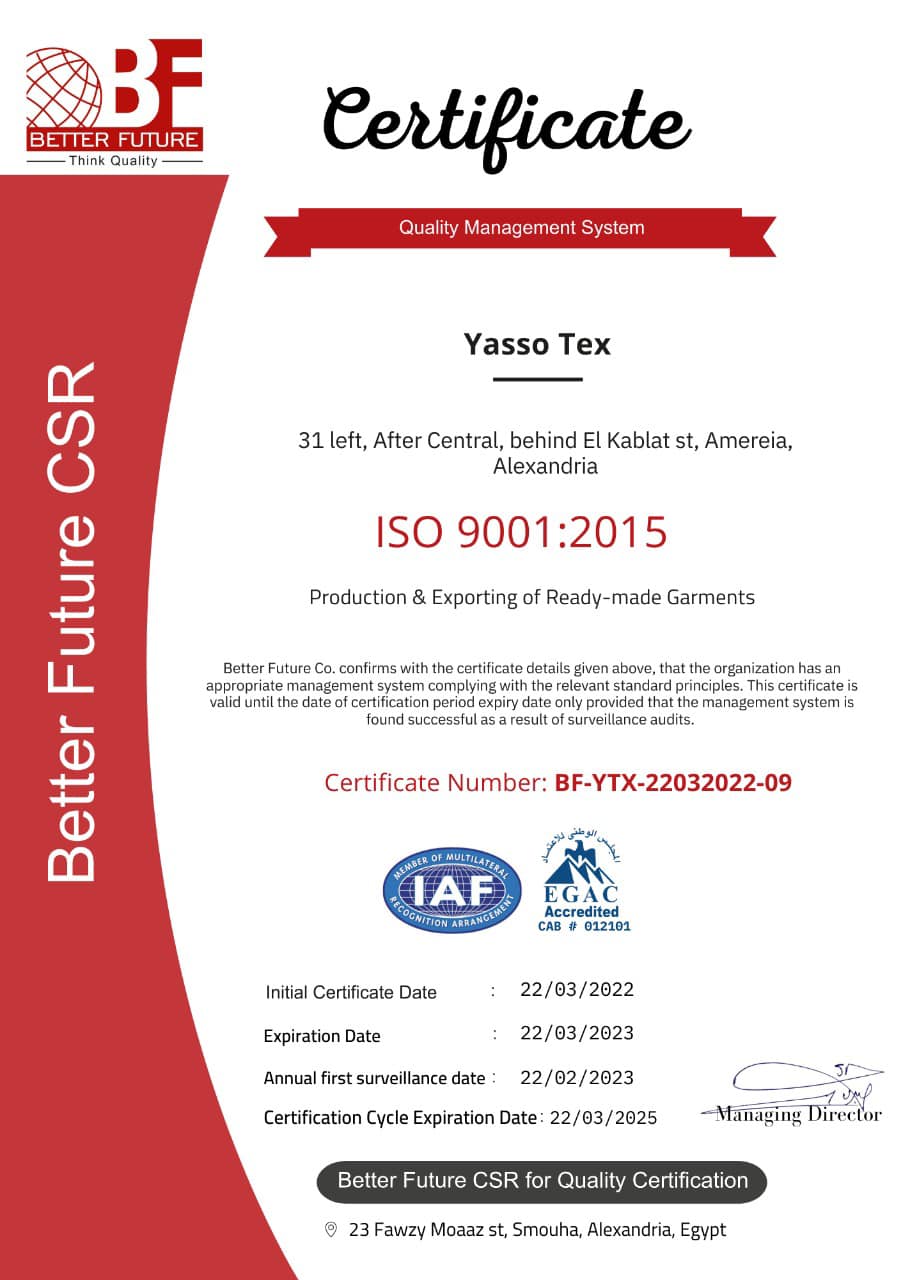 BF
BETTER FUTURE
Think Quality
Certificate
Quality Management System
Better Future CSR
Yasso Tex
31 left, After Central, behind El Kablat st, Amereia,
Alexandria
ISO 9001:2015
Production & Exporting of Ready-made Garments
Better Future Co. confirms with the certificate details given above, that the organization has an
appropriate management system complying with the relevant standard principles. This certificate is
valid until the date of certification period expiry date only provided that the management system is
found successful as a result of surveillance audits.
Certificate Number: BF-YTX-22032022-09
MEMBER OF MULTILATERAL
IAF
RECOGNITION ARRANGEMENT
المجلس الوطني للاعتماد
EGAC
Accredited
CAB # 012101
Initial Certificate Date : 22/03/2022
Expiration Date : 22/03/2023
Annual first surveillance date : 22/02/2023
Certification Cycle Expiration Date: 22/03/2025
Managing Director
Better Future CSR for Quality Certification
23 Fawzy Moaaz st, Smouha, Alexandria, Egypt